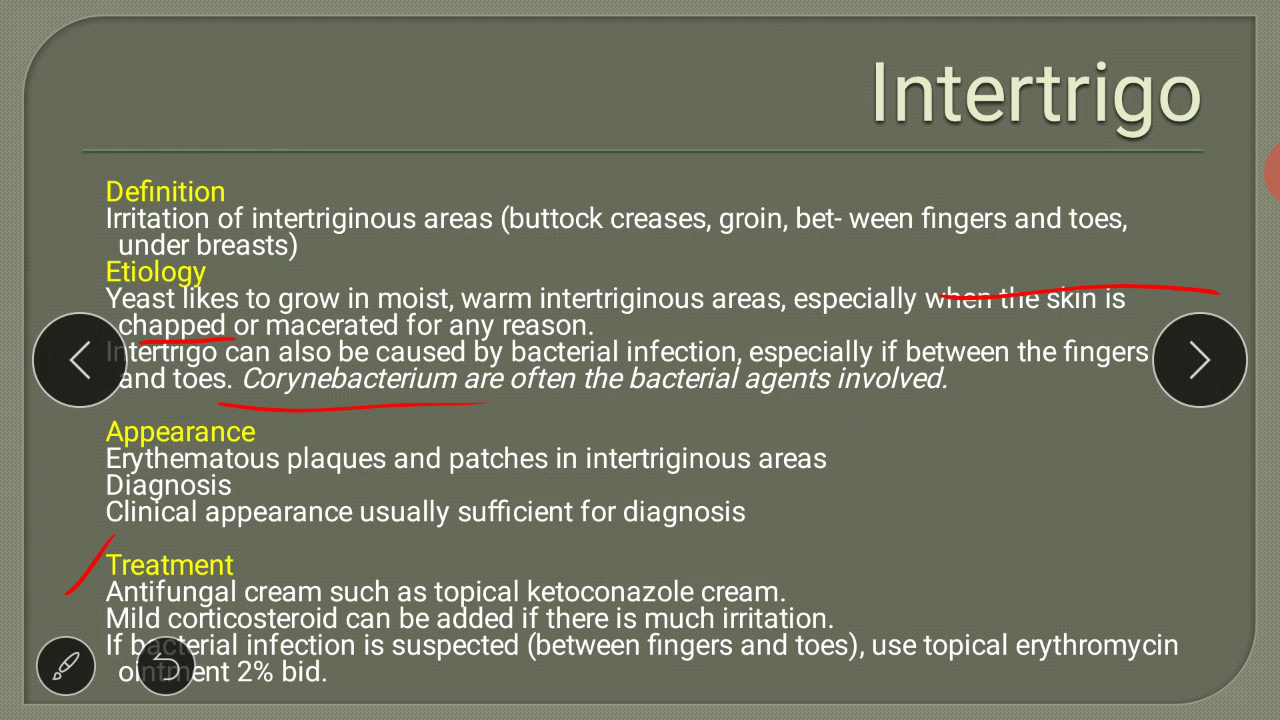 Intertrigo
Definition
Irritation of intertriginous areas (buttock creases, groin, bet- ween fingers and toes,
under breasts)
Etiology
Yeast likes to grow in moist, warm intertriginous areas, especially when the skin is
chapped or macerated for any reason.
Intertrigo can also be caused by bacterial infection, especially if between the fingers
and toes. Corynebacterium are often the bacterial agents involved.
Appearance
Erythematous plaques and patches in intertriginous areas
Diagnosis
Clinical appearance usually sufficient for diagnosis
Treatment
Antifungal cream such as topical ketoconazole cream.
Mild corticosteroid can be added if there is much irritation.
If bacterial infection is suspected (between fingers and toes), use topical erythromycin
ointment 2% bid.